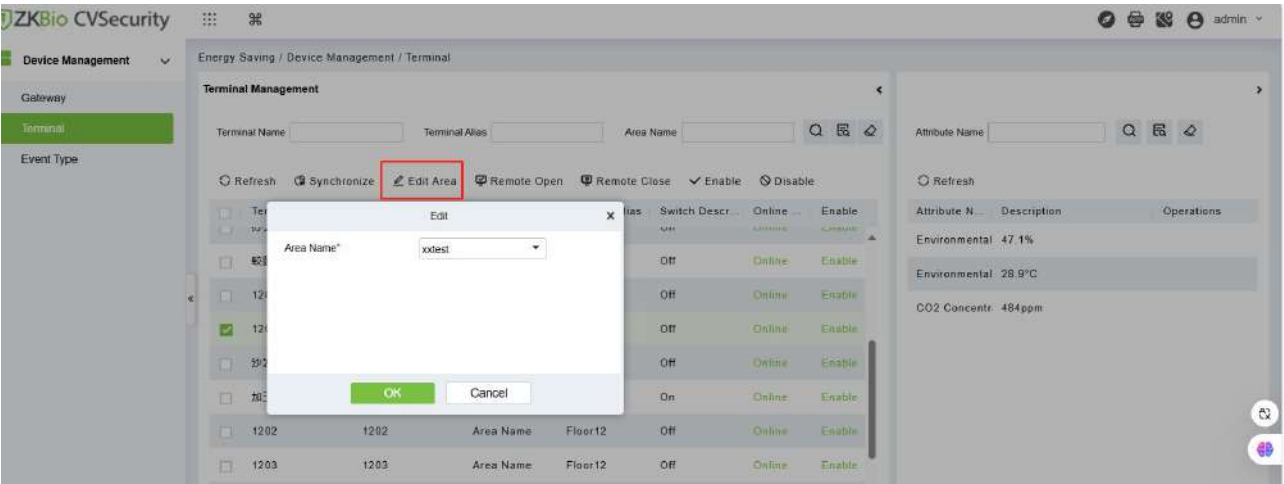 ZKBio CVSecurity
admin
Device Management
Gateway
Terminal
Event Type
Energy Saving / Device Management / Terminal
Terminal Management
Terminal Name
Terminal Alias
Area Name
Attribute Name
Refresh
Synchronize
Edit Area
Remote Open
Remote Close
Enable
Disable
Refresh
Switch Descr... Online ... Enable
Attribute N... Description Operations
Edit
X
Area Name*
xxtest
OK
Cancel
Off Online Enable
Off Online Enable
Off Online Enable
Off Online Enable
On Online Enable
1202 1202 Area Name Floor12 Off Online Enable
1203 1203 Area Name Floor12 Off Online Enable
Environmental 47.1%
Environmental 28.9°C
CO2 Concentr 484ppm